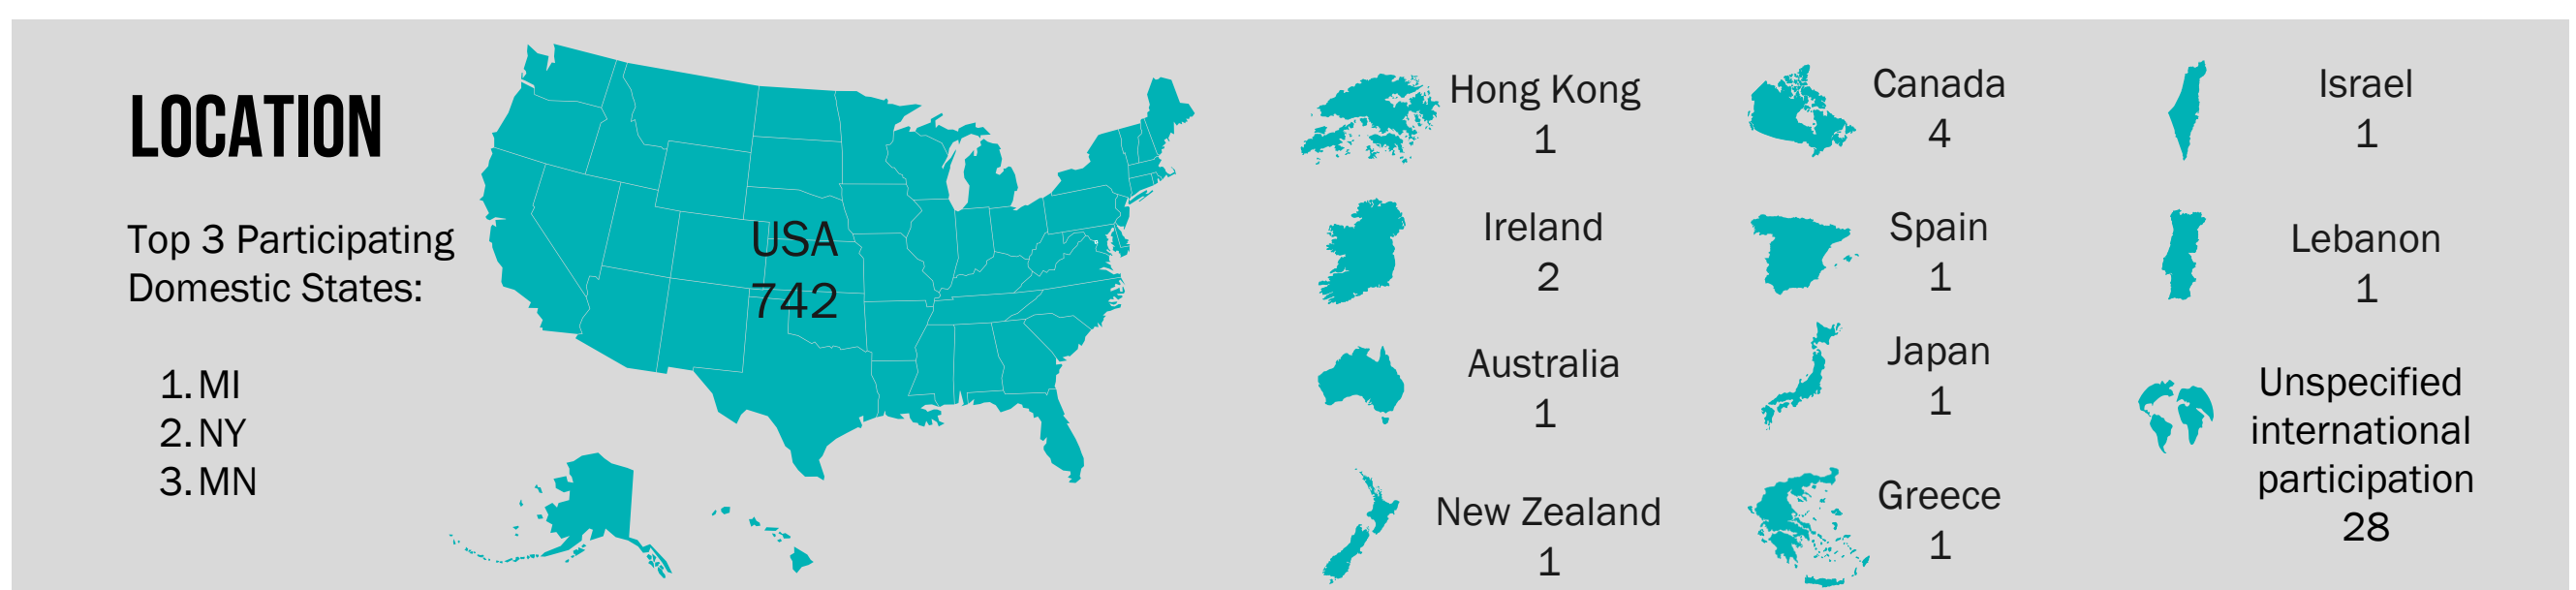 LOCATION
Top 3 Participating
Domestic States:
1. MI
2. NY
3. MN
USA
742
Hong Kong
1
Ireland
2
Australia
1
New Zealand
1
Canada
4
Spain
1
Japan
1
Greece
1
Israel
1
Lebanon
1
Unspecified
international
participation
28